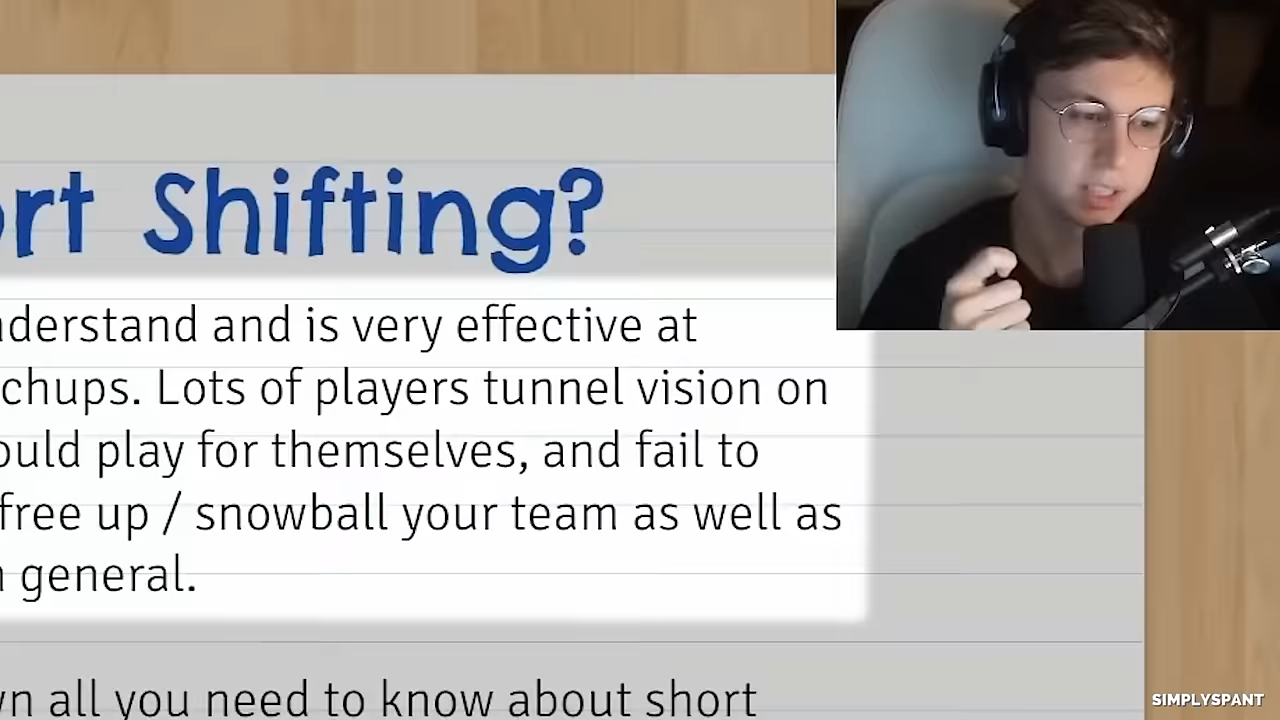 rt Shifting?
derstand and is very effective at
chups. Lots of players tunnel vision on
ould play for themselves, and fail to
free up / snowball your team as well as
general.
n all you need to know about short
SIMPLYSPANT